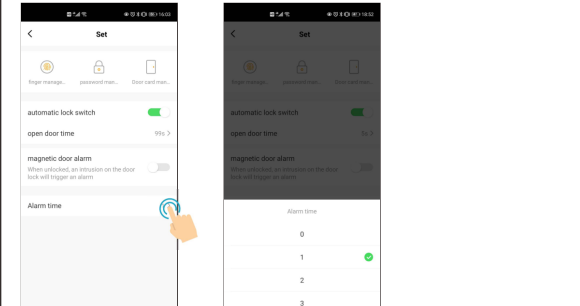 16:03
Set
finger manage...
password man...
Door card man...
automatic lock switch
open door time
99s >
magnetic door alarm
When unlocked, an intrusion on the door
lock will trigger an alarm
Alarm time
18:52
Set
finger manage...
password man...
Door card man...
automatic lock switch
open door time
magnetic door alarm
When unlocked, an intrusion on the door
lock will trigger an alarm
Alarm time
0
1
2
3